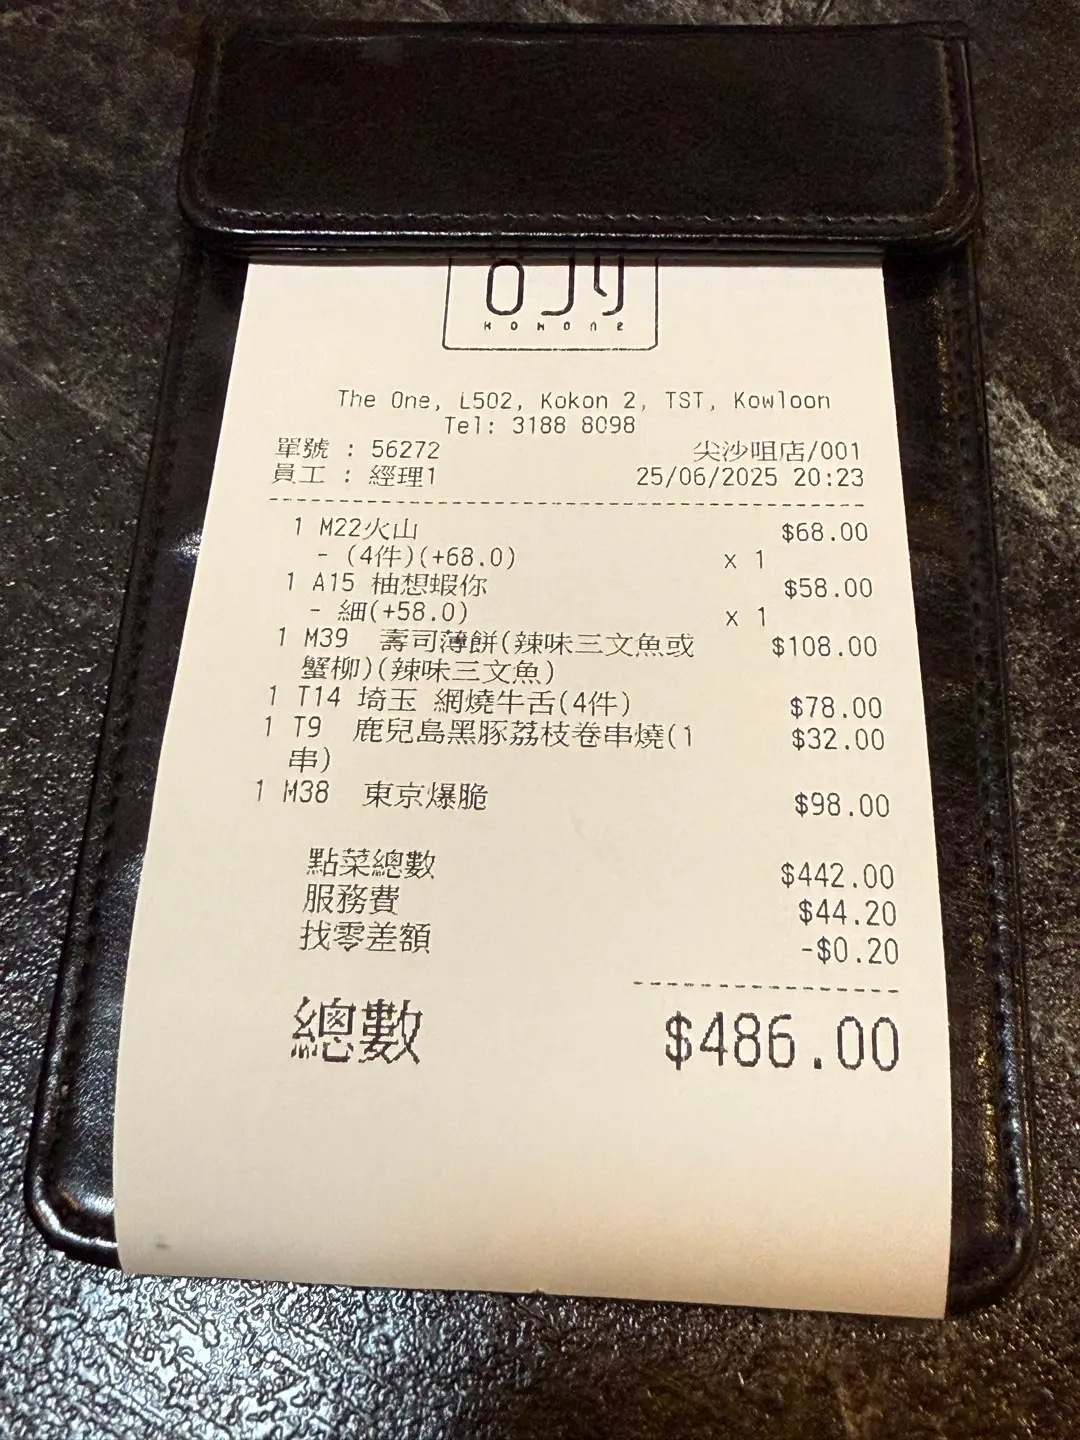 KOKON2
The One, L502, Kokon 2, TST, Kowloon
Tel: 3188 8098
單號 : 56272 尖沙咀店/001
員工 : 經理1 25/06/2025 20:23
1 M22火山 $68.00
- (4件)(+68.0) x 1
1 A15 柚想蝦你 $58.00
- 細(+58.0) x 1
1 M39 壽司薄餅(辣味三文魚或 $108.00
蟹柳)(辣味三文魚)
1 T14 埼玉 網燒牛舌(4件) $78.00
1 T9 鹿兒島黑豚荔枝卷串燒(1 $32.00
串)
1 M38 東京爆脆 $98.00
點菜總數 $442.00
服務費 $44.20
找零差額 -$0.20
總數 $486.00